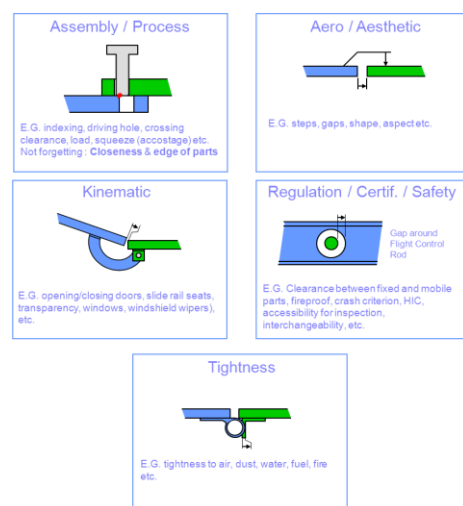 Assembly / Process
E.G. indexing, driving hole, crossing
clearance, load, squeeze (accostage) etc.
Not forgetting : Closeness & edge of parts
Aero / Aesthetic
E.G. steps, gaps, shape, aspect etc.
Kinematic
E.G. opening/closing doors, slide rail seats,
transparency, windows, windshield wipers),
etc.
Regulation / Certif. / Safety
Gap around
Flight Control
Rod
E.G. Clearance between fixed and mobile
parts, fireproof, crash criterion, HIC,
accessibility for inspection,
interchangeability, etc.
Tightness
E.G. tightness to air, dust, water, fuel, fire
etc.